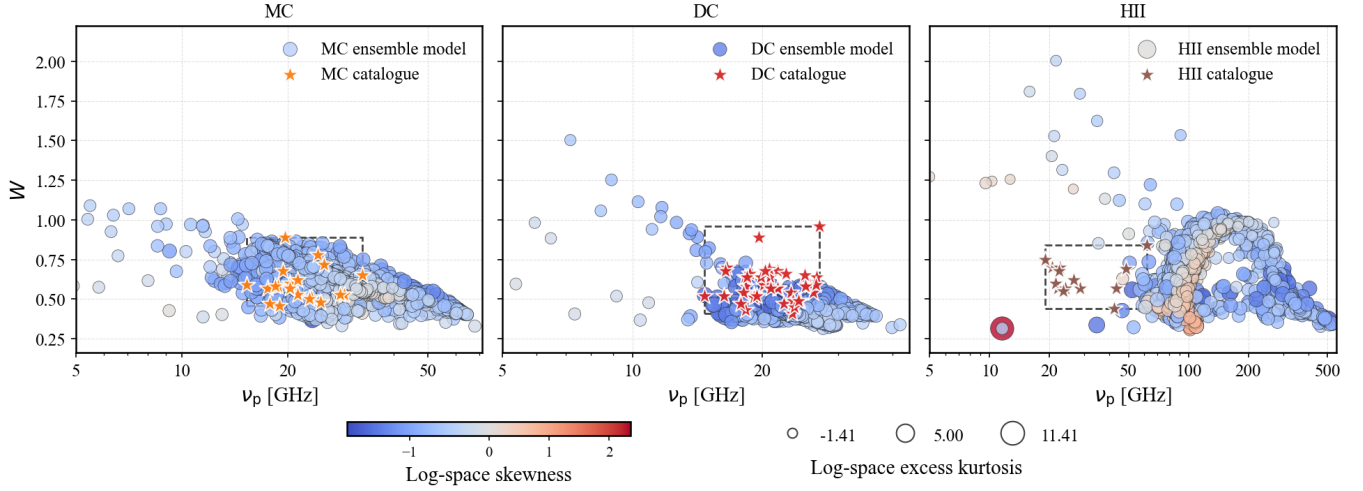 MC
DC
HII
MC ensemble model
MC catalogue
DC ensemble model
DC catalogue
HII ensemble model
HII catalogue
W
2.00
1.75
1.50
1.25
1.00
0.75
0.50
0.25
5 10 20 50
5 10 20
5 10 20 50 100 200 500
νp [GHz]
νp [GHz]
νp [GHz]
−1 0 1 2
Log-space skewness
-1.41 5.00 11.41
Log-space excess kurtosis